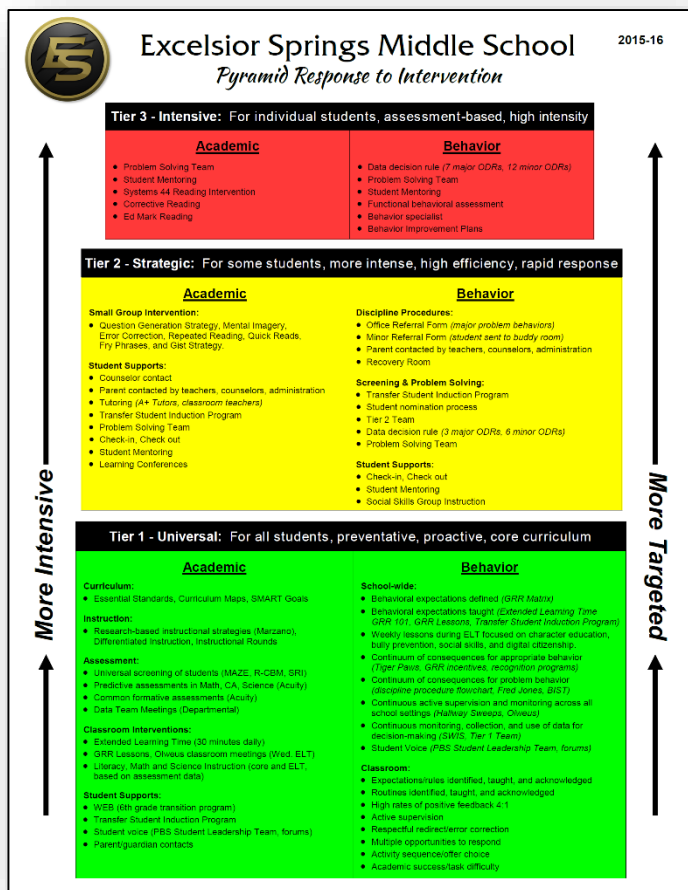 ES
Excelsior Springs Middle School
2015-16
Pyramid Response to Intervention
Tier 3 - Intensive: For individual students, assessment-based, high intensity
Academic
• Problem Solving Team
• Student Mentoring
• Systems 44 Reading Intervention
• Corrective Reading
• Ed Mark Reading
Behavior
• Data decision rule (7 major ODRs, 12 minor ODRs)
• Problem Solving Team
• Student Mentoring
• Functional behavioral assessment
• Behavior specialist
• Behavior Improvement Plans
Tier 2 - Strategic: For some students, more intense, high efficiency, rapid response
Academic
Small Group Intervention:
• Question Generation Strategy, Mental Imagery,
Error Correction, Repeated Reading, Quick Reads,
Fry Phrases, and Gist Strategy.
Student Supports:
• Counselor contact
• Parent contacted by teachers, counselors, administration
• Tutoring (A+ Tutors, classroom teachers)
• Transfer Student Induction Program
• Problem Solving Team
• Check-in, Check out
• Student Mentoring
• Learning Conferences
Behavior
Discipline Procedures:
• Office Referral Form (major problem behaviors)
• Minor Referral Form (student sent to buddy room)
• Parent contacted by teachers, counselors, administration
• Recovery Room
Screening & Problem Solving:
• Transfer Student Induction Program
• Student nomination process
• Tier 2 Team
• Data decision rule (3 major ODRs, 6 minor ODRs)
• Problem Solving Team
Student Supports:
• Check-in, Check out
• Student Mentoring
• Social Skills Group Instruction
Tier 1 - Universal: For all students, preventative, proactive, core curriculum
Academic
Curriculum:
• Essential Standards, Curriculum Maps, SMART Goals
Instruction:
• Research-based instructional strategies (Marzano),
Differentiated Instruction, Instructional Rounds
Assessment:
• Universal screening of students (MAZE, R-CBM, SRI)
• Predictive assessments in Math, CA, Science (Acuity)
• Common formative assessments (Acuity)
• Data Team Meetings (Departmental)
Classroom Interventions:
• Extended Learning Time (30 minutes daily)
• GRR Lessons, Olweus classroom meetings (Wed. ELT)
• Literacy, Math and Science Instruction (core and ELT,
based on assessment data)
Student Supports:
• WEB (6th grade transition program)
• Transfer Student Induction Program
• Student voice (PBS Student Leadership Team, forums)
• Parent/guardian contacts
Behavior
School-wide:
• Behavioral expectations defined (GRR Matrix)
• Behavioral expectations taught (Extended Learning Time
GRR 101, GRR Lessons, Transfer Student Induction Program)
• Weekly lessons during ELT focused on character education,
bully prevention, social skills, and digital citizenship.
• Continuum of consequences for appropriate behavior
(Tiger Paws, GRR incentives, recognition programs)
• Continuum of consequences for problem behavior
(discipline procedure flowchart, Fred Jones, BIST)
• Continuous active supervision and monitoring across all
school settings (Hallway Sweeps, Olweus)
• Continuous monitoring, collection, and use of data for
decision-making (SWIS, Tier 1 Team)
• Student Voice (PBS Student Leadership Team, forums)
Classroom:
• Expectations/rules identified, taught, and acknowledged
• Routines identified, taught, and acknowledged
• High rates of positive feedback 4:1
• Active supervision
• Respectful redirect/error correction
• Multiple opportunities to respond
• Activity sequence/offer choice
• Academic success/task difficulty
More Intensive
More Targeted